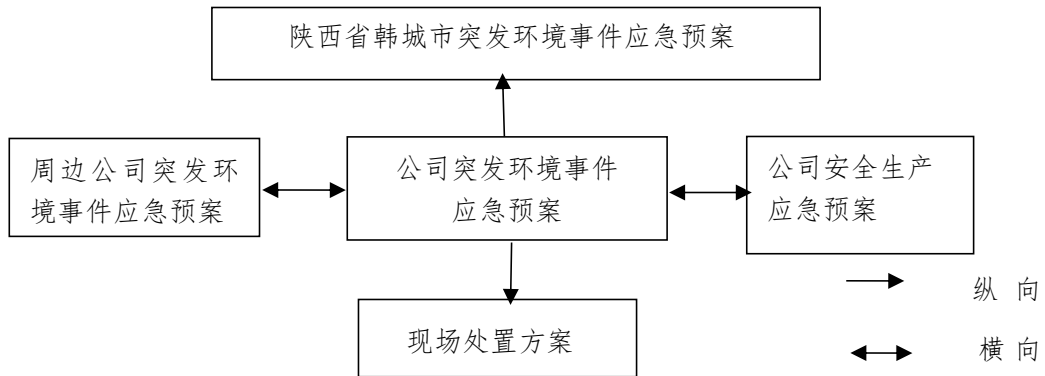 陕西省韩城市突发环境事件应急预案
周边公司突发环
境事件应急预案
公司突发环境事件
应急预案
公司安全生产
应急预案
现场处置方案
纵 向
横 向